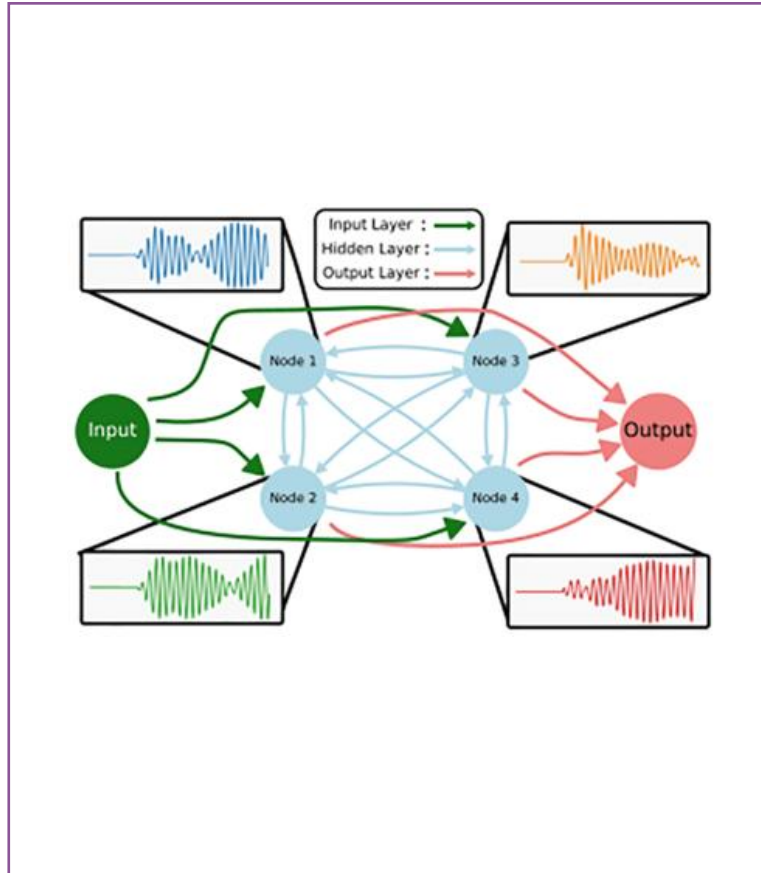 Input Layer :
Hidden Layer :
Output Layer :
Node 1
Node 3
Input
Output
Node 2
Node 4